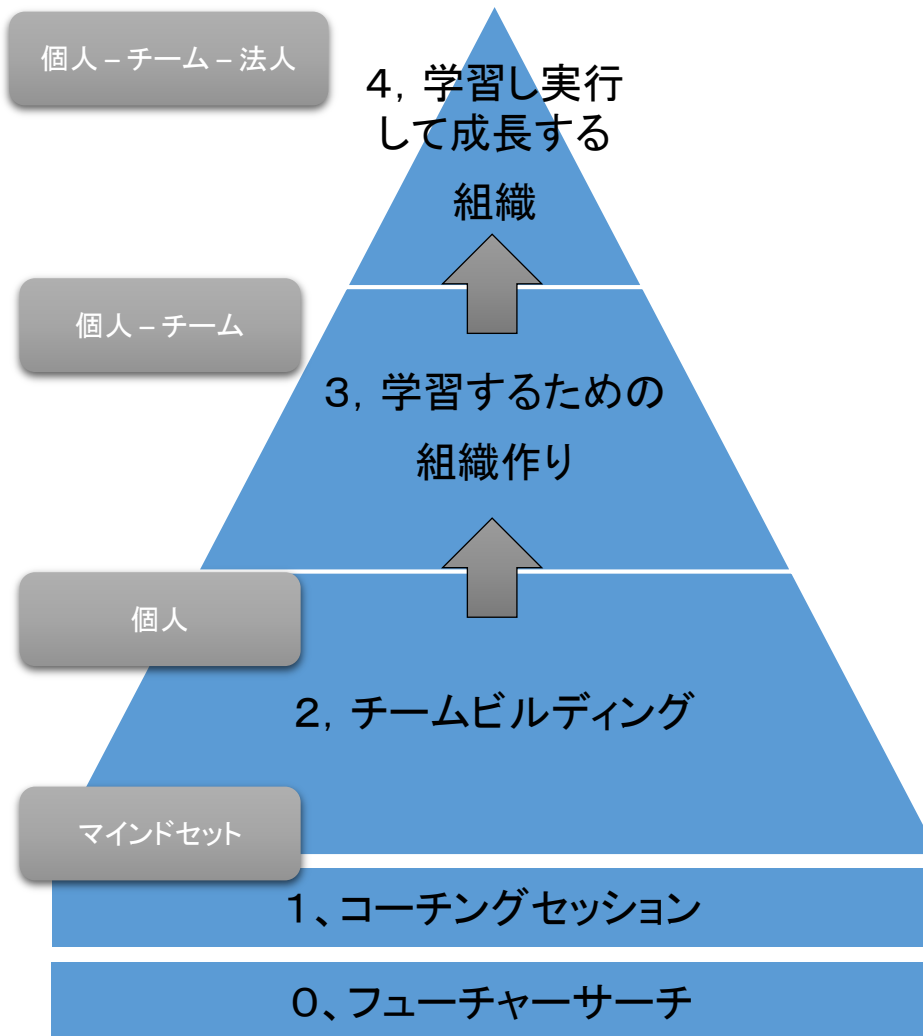 個人 – チーム – 法人
４，学習し実行
して成長する
組織
個人 – チーム
３，学習するための
組織作り
個人
２，チームビルディング
マインドセット
１、コーチングセッション
０、フューチャーサーチ